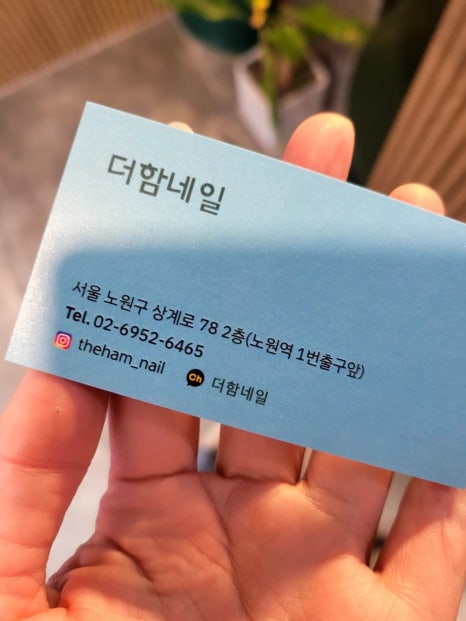 더함네일
서울 노원구 상계로 78 2층(노원역 1번출구앞)
Tel. 02-6952-6465
theham_nail Ch 더함네일